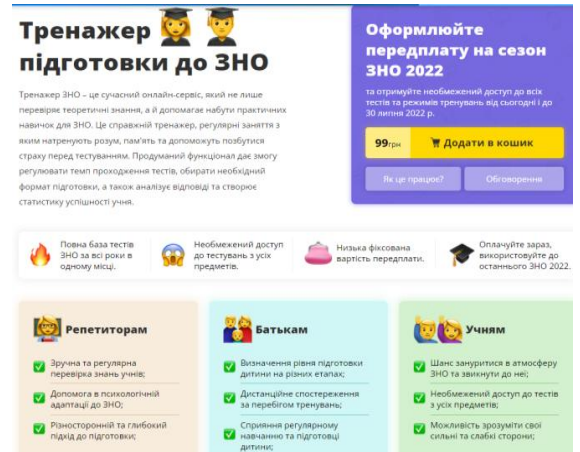 Тренажер
підготовки до ЗНО
Тренажер ЗНО – це сучасний онлайн-сервіс, який не лише
перевіряє теоретичні знання, а й допомагає набути практичних
навичок для ЗНО. Це справжній тренажер, регулярні заняття з
яким натренують розум, пам'ять та допоможуть позбутися
страху перед тестуванням. Продуманий функціонал дає змогу
регулювати темп проходження тестів, обирати необхідний
формат підготовки, а також аналізує відповіді та створює
статистику успішності учня.
Оформлюйте
передплату на сезон
ЗНО 2022
та отримуйте необмежений доступ до всіх
тестів та режимів тренувань від сьогодні і до
30 липня 2022 р.
99грн Додати в кошик
Як це працює? Обговорення
Повна база тестів
ЗНО за всі роки в
одному місці.
Необмежений доступ
до тестувань з усіх
предметів.
Низька фіксована
вартість передплати.
Оплачуйте зараз,
використовуйте до
останнього ЗНО 2022.
Репетиторам
Зручна та регулярна
перевірка знань учнів;
Допомога в психологічній
адаптації до ЗНО;
Різносторонній та глибокий
підхід до підготовки;
Батькам
Визначення рівня підготовки
дитини на різних етапах;
Дистанційне спостереження
за перебігом тренувань;
Сприяння регулярному
навчанню та підготовці
дитини;
Учням
Шанс зануритися в атмосферу
ЗНО та звикнути до неї;
Необмежений доступ до тестів
з усіх предметів;
Можливість зрозуміти свої
сильні та слабкі сторони;